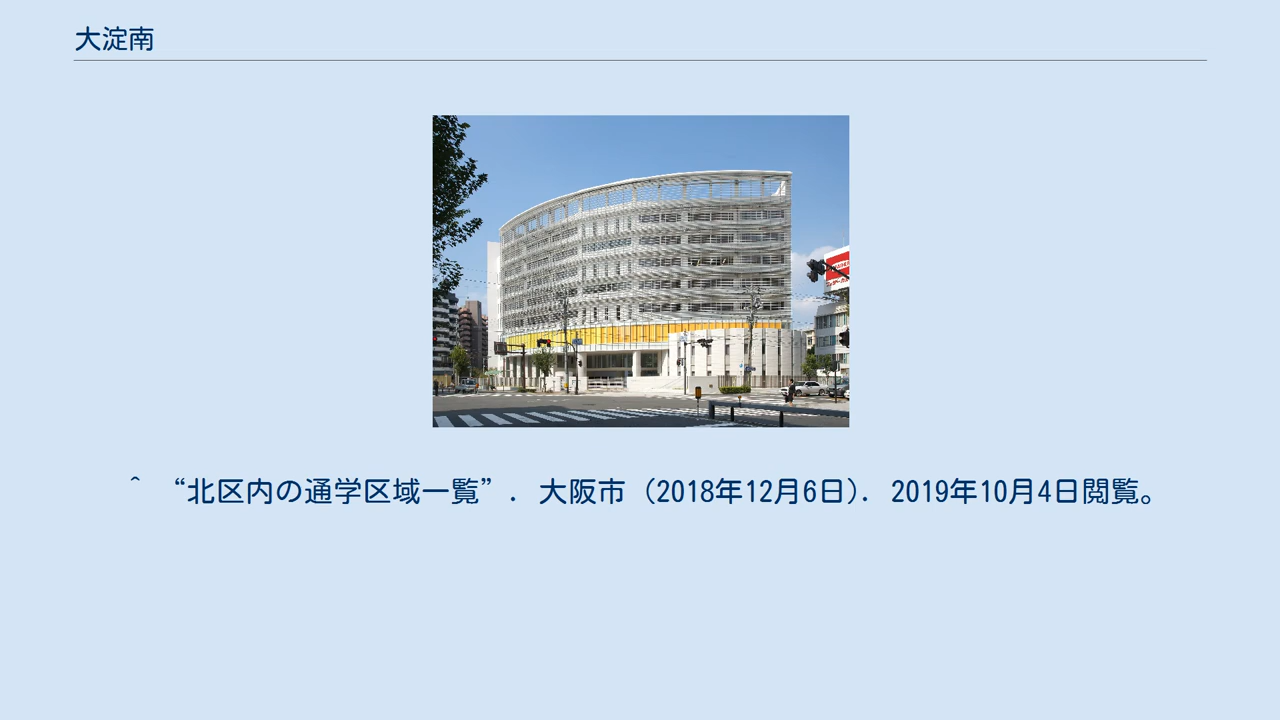 大淀南
^ “北区内の通学区域一覧”. 大阪市 (2018年12月6日). 2019年10月4日閲覧。